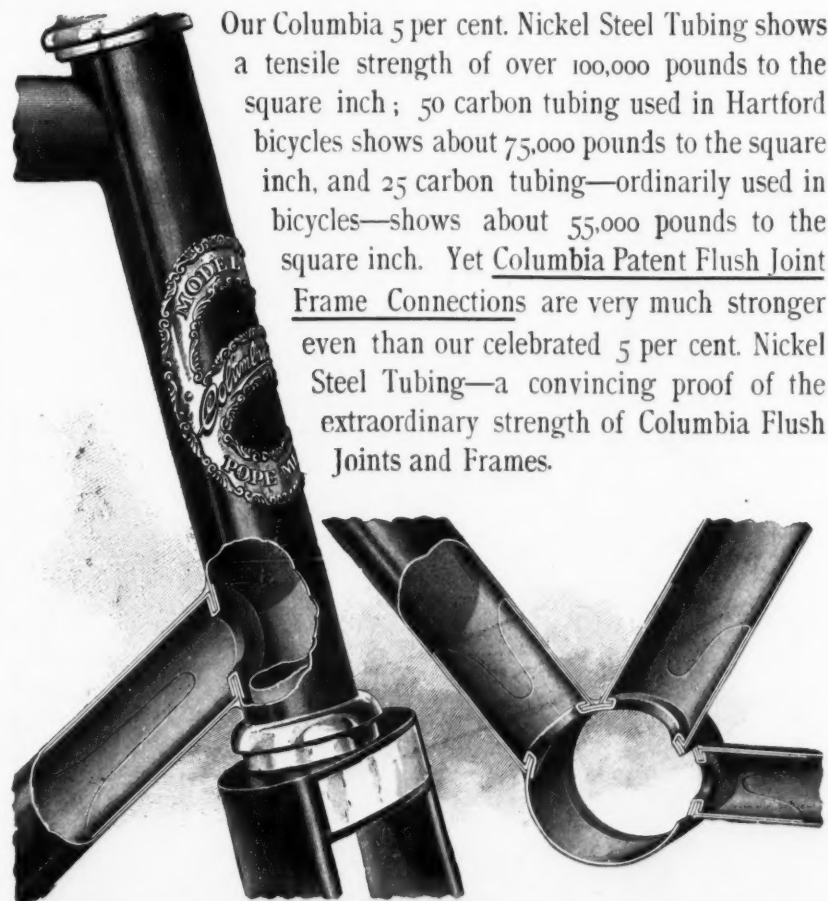 Our Columbia 5 per cent. Nickel Steel Tubing shows
a tensile strength of over 100,000 pounds to the
square inch; 50 carbon tubing used in Hartford
bicycles shows about 75,000 pounds to the square
inch, and 25 carbon tubing—ordinarily used in
bicycles—shows about 55,000 pounds to the
square inch. Yet Columbia Patent Flush Joint
Frame Connections are very much stronger
even than our celebrated 5 per cent. Nickel
Steel Tubing—a convincing proof of the
extraordinary strength of Columbia Flush
Joints and Frames.
MODEL
Columbia
POPE M